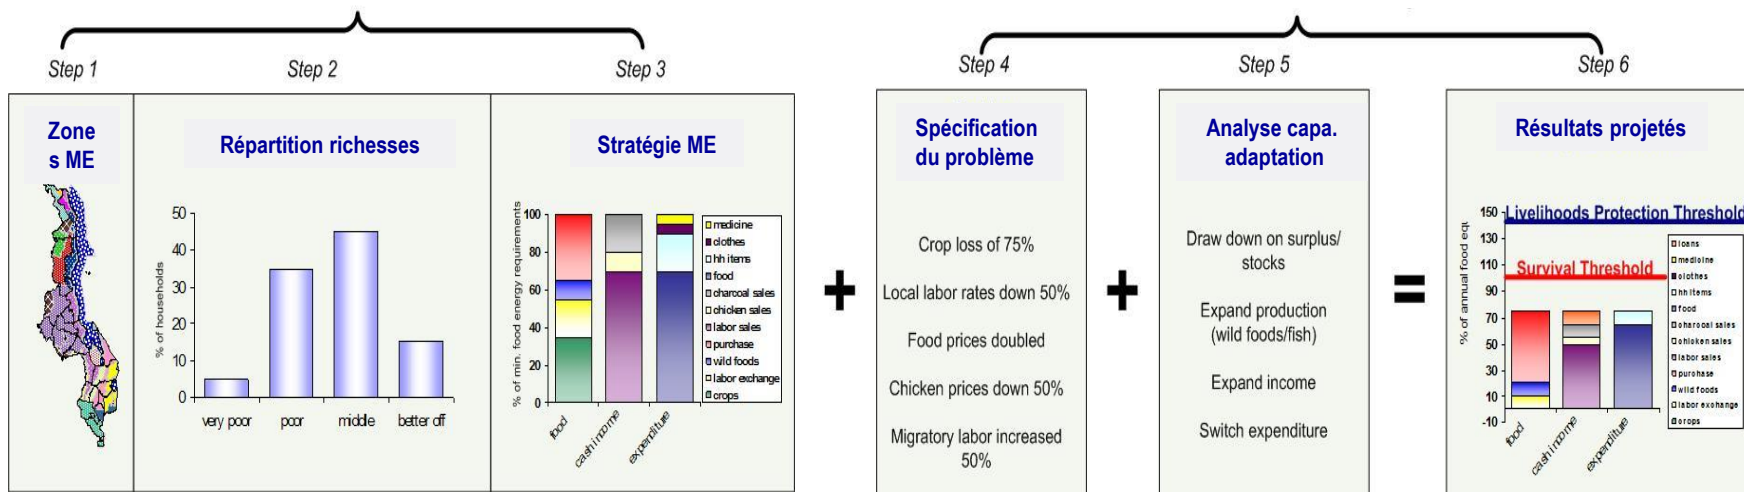 Step 1
Step 2
Step 3
Step 4
Step 5
Step 6
Zone
s ME
Répartition richesses
50
40
30
20
10
0
% of households
very poor
poor
middle
better off
Stratégie ME
% of min. food energy requirements
100
80
60
40
20
0
food
cash income
expenditure
medicine
clothes
hh items
food
charcoal sales
chicken sales
labor sales
purchase
wild foods
labor exchange
crops
+
Spécification
du problème
Crop loss of 75%
Local labor rates down 50%
Food prices doubled
Chicken prices down 50%
Migratory labor increased
50%
+
Analyse capa.
adaptation
Draw down on surplus/
stocks
Expand production
(wild foods/fish)
Expand income
Switch expenditure
=
Résultats projetés
% of annual food equi
150
130
110
90
70
50
30
10
-10
Livelihoods Protection Threshold
Survival Threshold
food
cash income
expenditure
loans
medicine
clothes
hh items
food
charcoal sales
chicken sales
labor sales
purchase
wild foods
labor exchange
crops